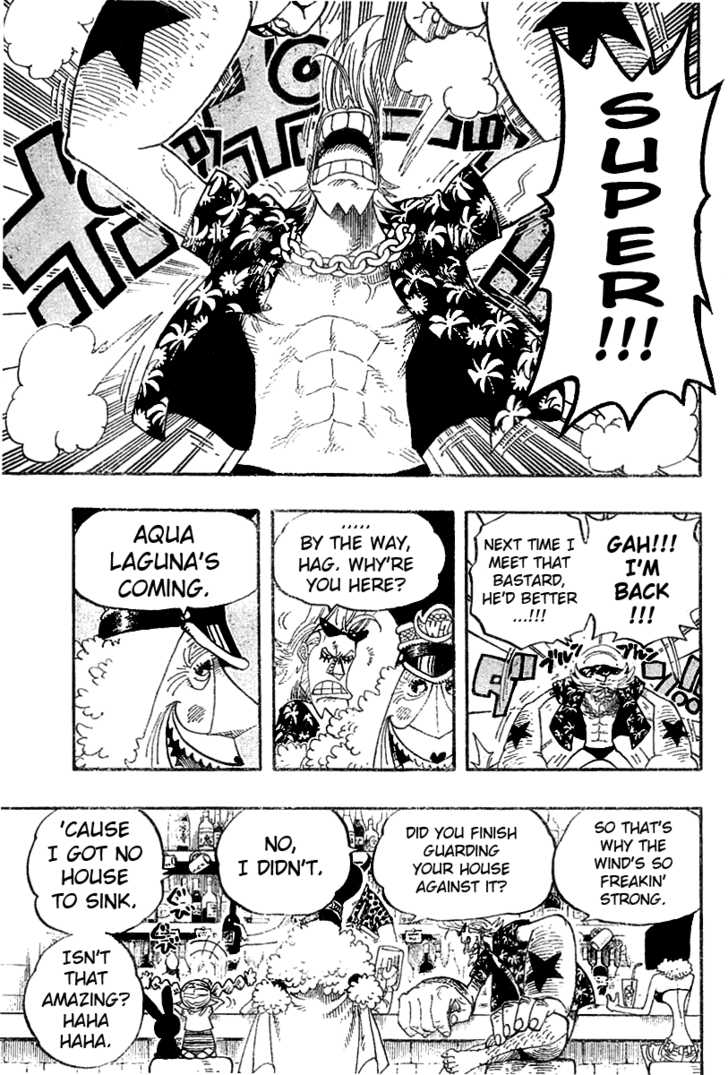 SUPER!!!
GAH!!!
I'M
BACK
!!!
NEXT TIME I
MEET THAT
BASTARD,
HE'D BETTER
...!!!
.....
BY THE WAY,
HAG. WHY'RE
YOU HERE?
AQUA
LAGUNA'S
COMING.
SO THAT'S
WHY THE
WIND'S SO
FREAKIN'
STRONG.
DID YOU FINISH
GUARDING
YOUR HOUSE
AGAINST IT?
NO,
I DIDN'T.
'CAUSE
I GOT NO
HOUSE
TO SINK.
ISN'T
THAT
AMAZING?
HAHA
HAHA.